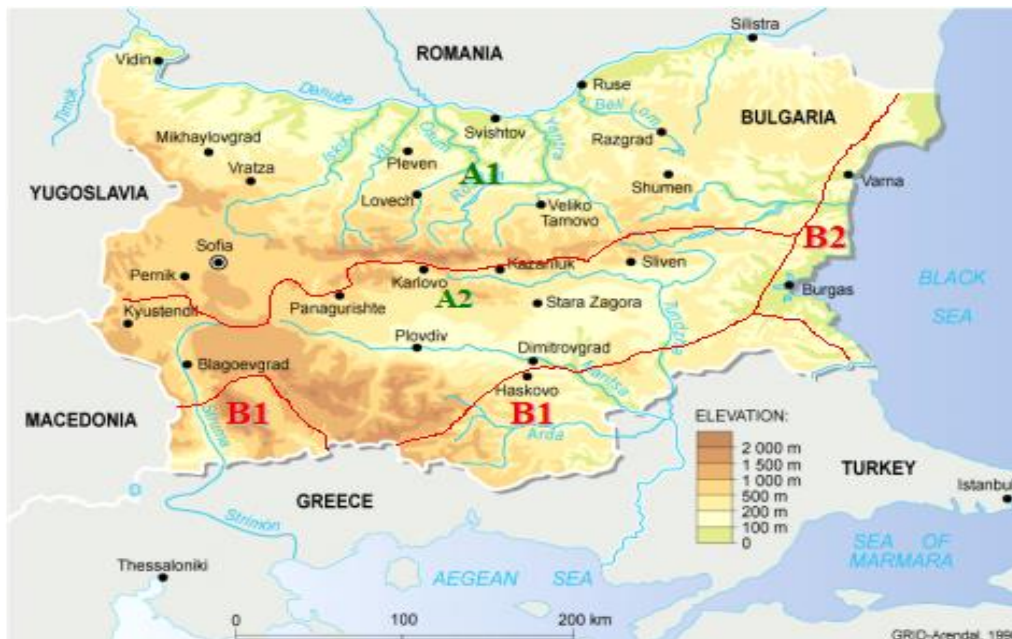 Silistra
ROMANIA
Vidin
Ruse
Timok
Danube
Beli Lom
BULGARIA
Svishtov
Yantra
Razgrad
Mikhaylovgrad
Iskŭr
Vit
Osum
Pleven
Vratza
A1
Shumen
Varna
YUGOSLAVIA
Lovech
Veliko
Tarnovo
Sofia
B2
Pernik
Karlovo
Kazanluk
Sliven
BLACK
SEA
Panagurishte
A2
Stara Zagora
Burgas
Kyustendil
Tundzha
Plovdiv
Dimitrovgrad
Blagoevgrad
Maritsa
Haskovo
MACEDONIA
Struma
B1
B1
Arda
ELEVATION:
2 000 m
1 500 m
1 000 m
500 m
200 m
100 m
0
TURKEY
GREECE
Istanbul
Strimon
SEA OF
MARMARA
Thessaloniki
AEGEAN SEA
0 100 200 km